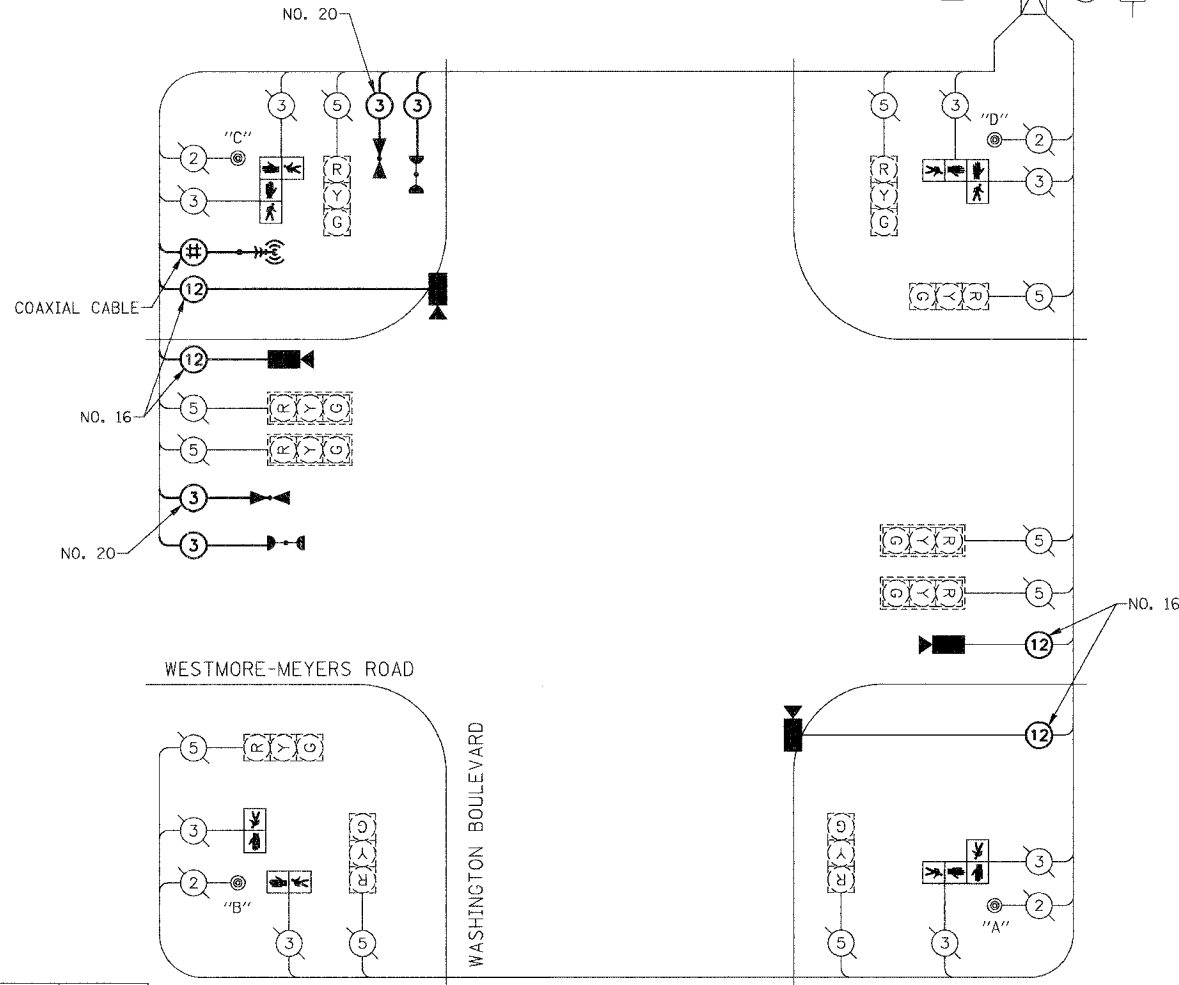 NO. 20
3 5 3 3 5 3
"C" "D"
2 2
R R
3 3
Y Y
G G
#
COAXIAL CABLE
12 G Y R 5
12
NO. 16
5 R Y G
5 R Y G
3
NO. 20
3
G Y R 5
G Y R 5
NO. 16
12
WESTMORE-MEYERS ROAD
12
5 R Y G
WASHINGTON BOULEVARD
G G
3 Y Y
R R 3
2 2
"B" "A"
3 5 5 3